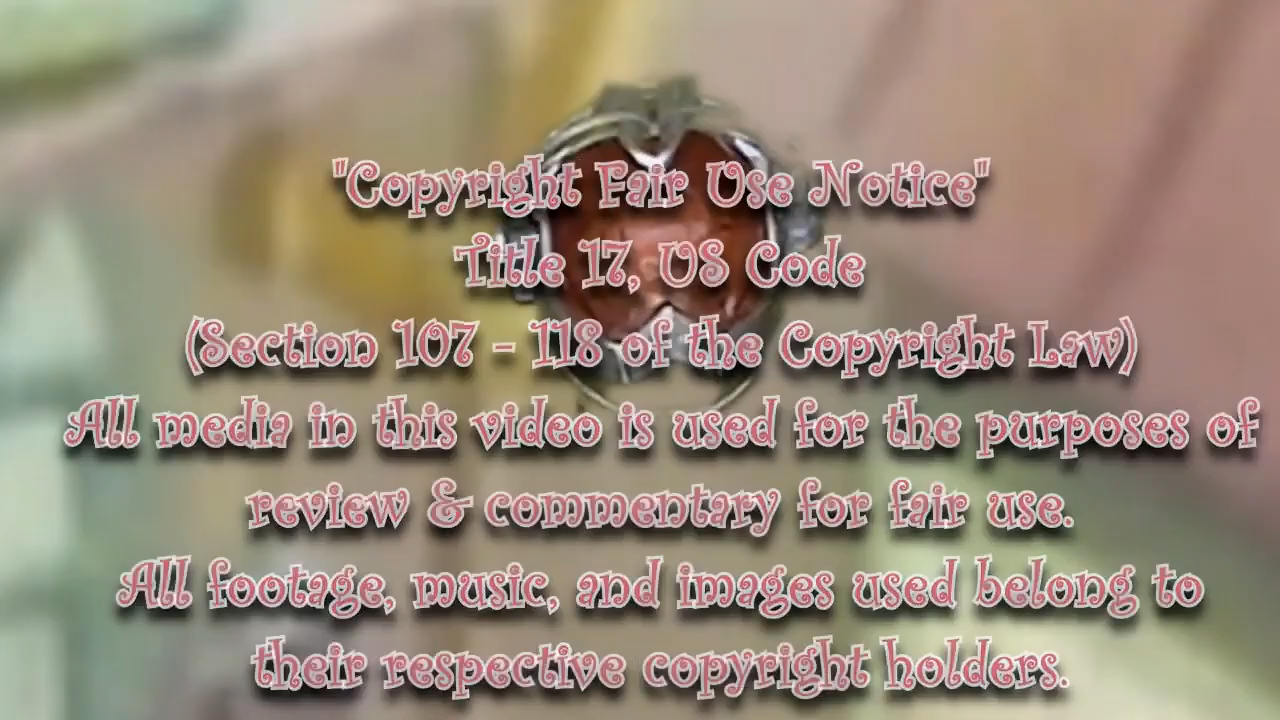 "Copyright Fair Use Notice"
Title 17, US Code
(Section 107 - 118 of the Copyright Law)
All media in this video is used for the purposes of
review & commentary for fair use.
All footage, music, and images used belong to
their respective copyright holders.